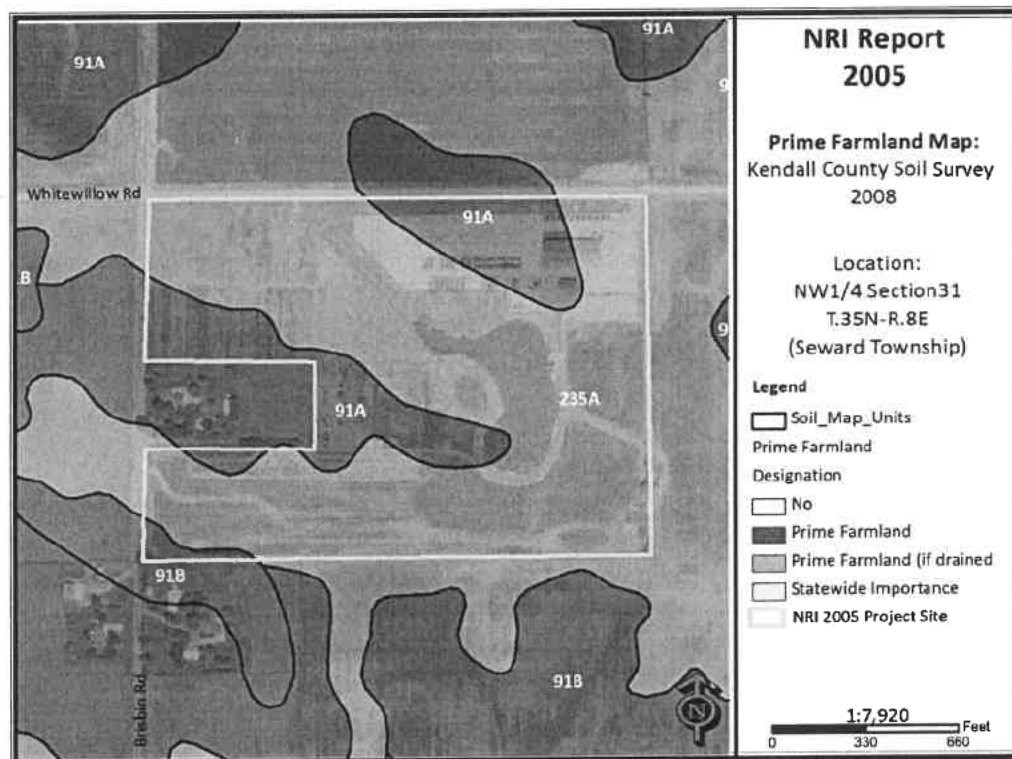 NRI Report
2005
Prime Farmland Map:
Kendall County Soil Survey
2008
Location:
NW1/4 Section31
T.35N-R.8E
(Seward Township)
Legend
Soil_Map_Units
Prime Farmland
Designation
No
Prime Farmland
Prime Farmland (if drained
Statewide Importance
NRI 2005 Project Site
1:7,920
Feet
0 330 660
N
91A
91A
9
Whitewillow Rd
91A
B
9
91A
235A
91B
91B
Brisbin Rd